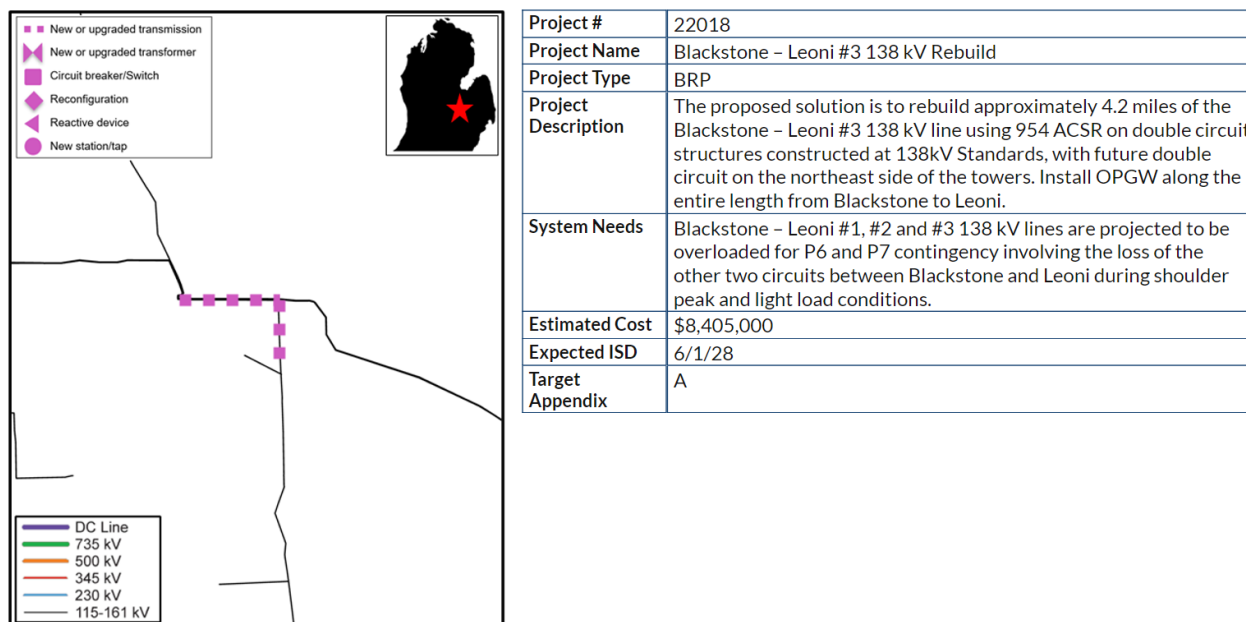 New or upgraded transmission
New or upgraded transformer
Circuit breaker/Switch
Reconfiguration
Reactive device
New station/tap
DC Line
735 kV
500 kV
345 kV
230 kV
115-161 kV
Project # 22018
Project Name Blackstone – Leoni #3 138 kV Rebuild
Project Type BRP
Project Description
The proposed solution is to rebuild approximately 4.2 miles of the
Blackstone – Leoni #3 138 kV line using 954 ACSR on double circuit
structures constructed at 138kV Standards, with future double
circuit on the northeast side of the towers. Install OPGW along the
entire length from Blackstone to Leoni.
System Needs
Blackstone – Leoni #1, #2 and #3 138 kV lines are projected to be
overloaded for P6 and P7 contingency involving the loss of the
other two circuits between Blackstone and Leoni during shoulder
peak and light load conditions.
Estimated Cost $8,405,000
Expected ISD 6/1/28
Target Appendix A